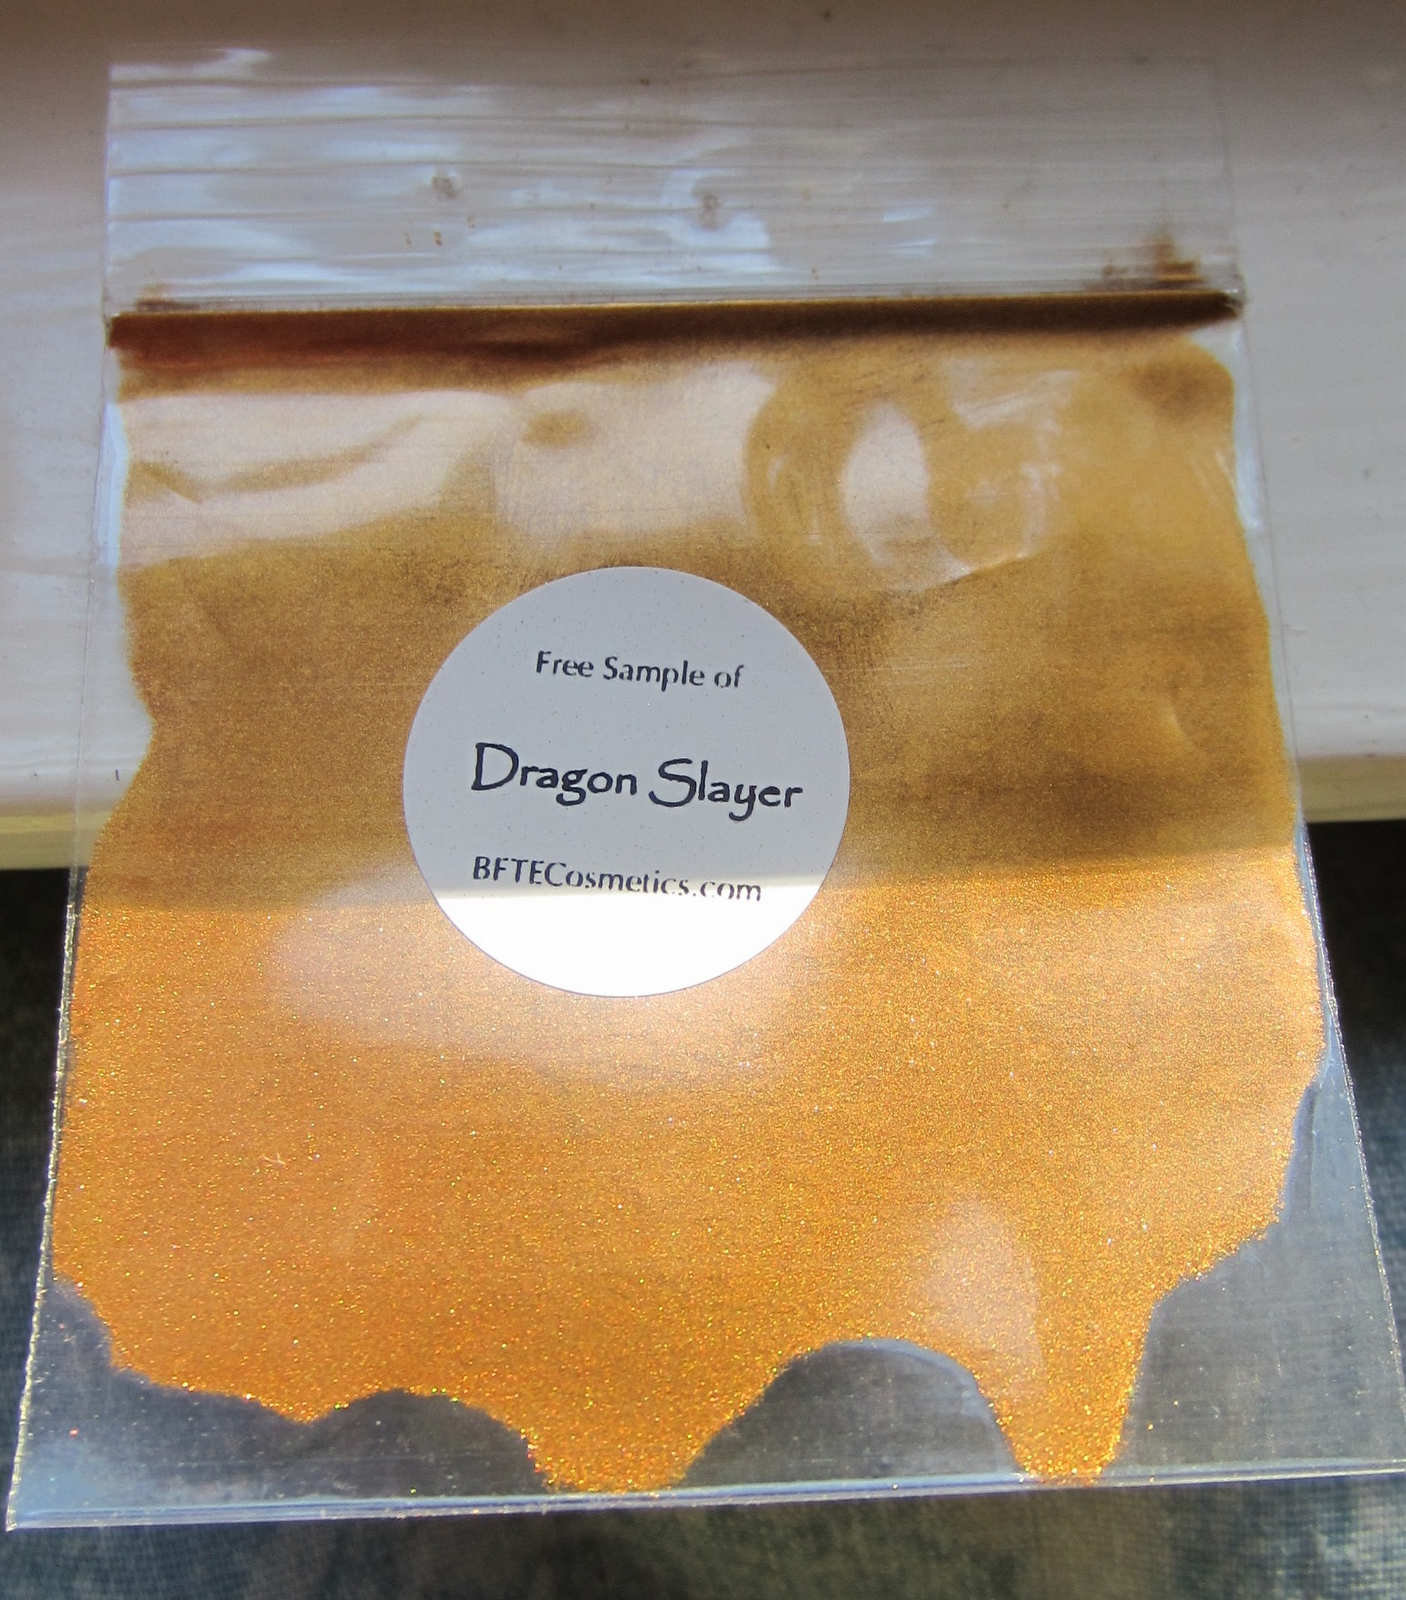 Free Sample of
Dragon Slayer
BFTECosmetics.com